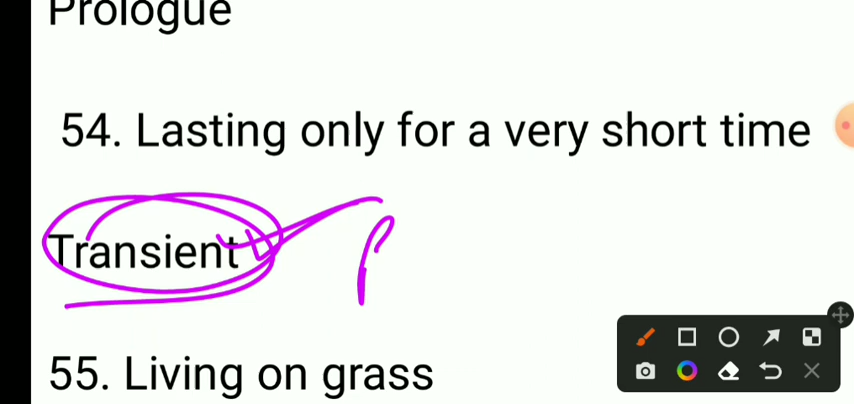 Prologue
54. Lasting only for a very short time
Transient
55. Living on grass